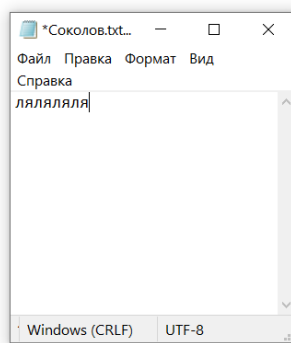 *Соколов.txt...
Файл Правка Формат Вид
Справка
ляляляля
Windows (CRLF) UTF-8